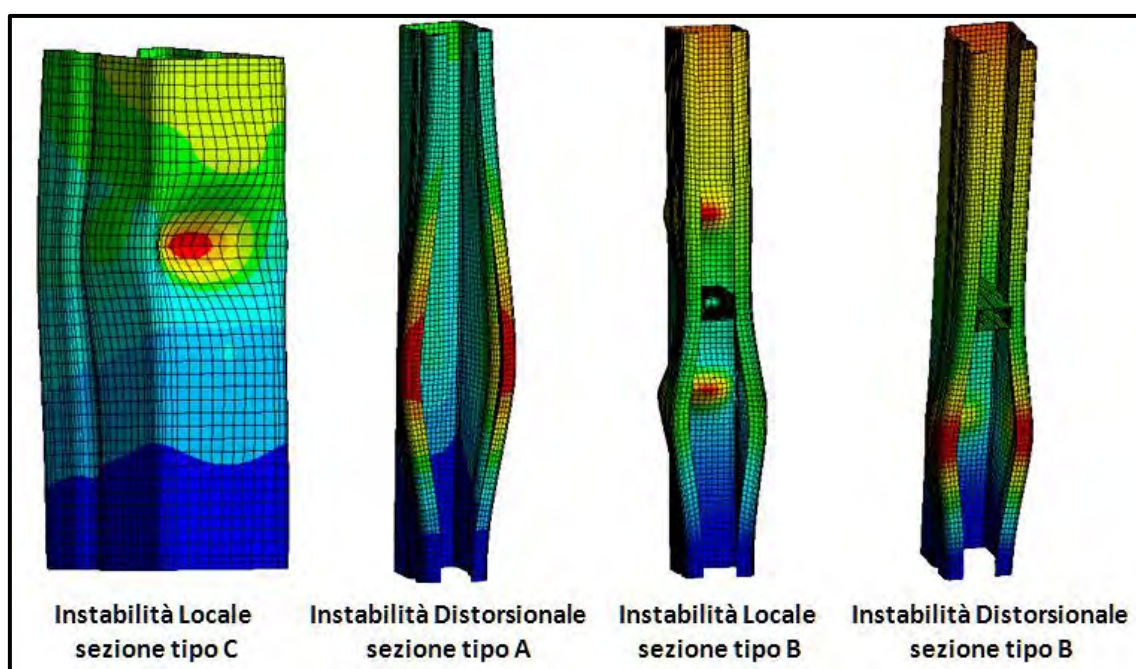 Instabilità Locale
sezione tipo C
Instabilità Distorsionale
sezione tipo A
Instabilità Locale
sezione tipo B
Instabilità Distorsionale
sezione tipo B